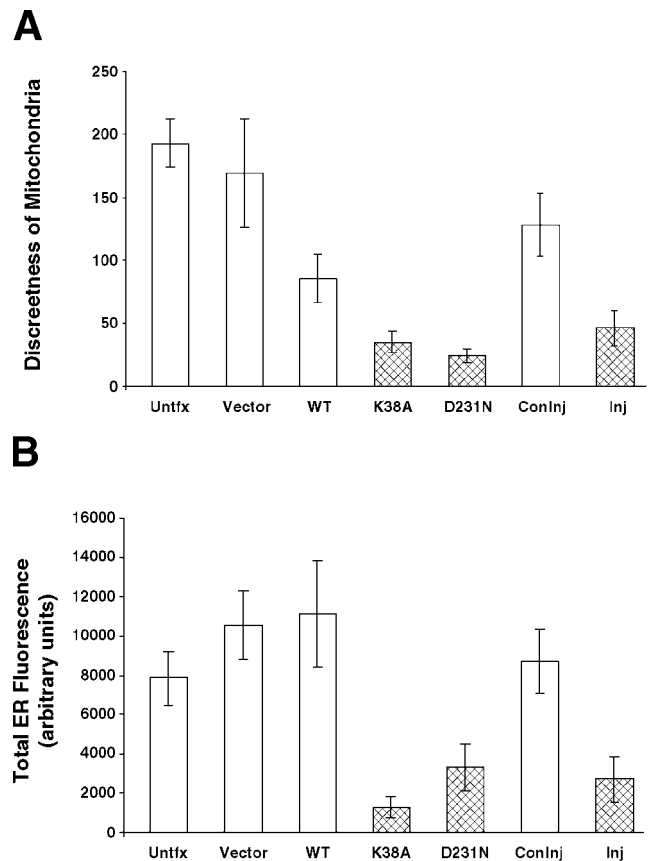 A
Discreetness of Mitochondria
250
200
150
100
50
0
Untfx Vector WT K38A D231N ConInj Inj
B
Total ER Fluorescence
(arbitrary units)
16000
14000
12000
10000
8000
6000
4000
2000
0
Untfx Vector WT K38A D231N ConInj Inj